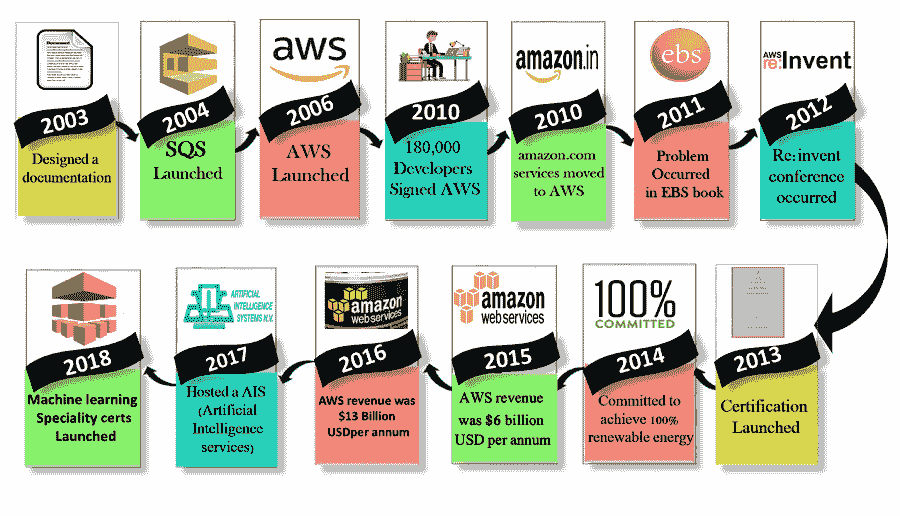 Document
2003
Designed a
documentation
2004
SQS
Launched
aws
2006
AWS
Launched
2010
180,000
Developers
Signed AWS
amazon.in
2010
amazon.com
services moved
to AWS
ebs
2011
Problem
Occurred
in EBS book
AWS
re:Invent
2012
Re:invent
conference
occurred
2013
Certification
Launched
100%
COMMITTED
2014
Committed to
achieve 100%
renewable energy
amazon
webservices
2015
AWS revenue
was $6 billion
USD per annum
amazon
webservices
2016
AWS revenue was
$13 Billion
USDper annum
ARTIFICIAL
INTELLIGENCE
SYSTEMS N.V.
2017
Hosted a AIS
(Artificial
Intelligence
services)
2018
Machine learning
Speciality certs
Launched